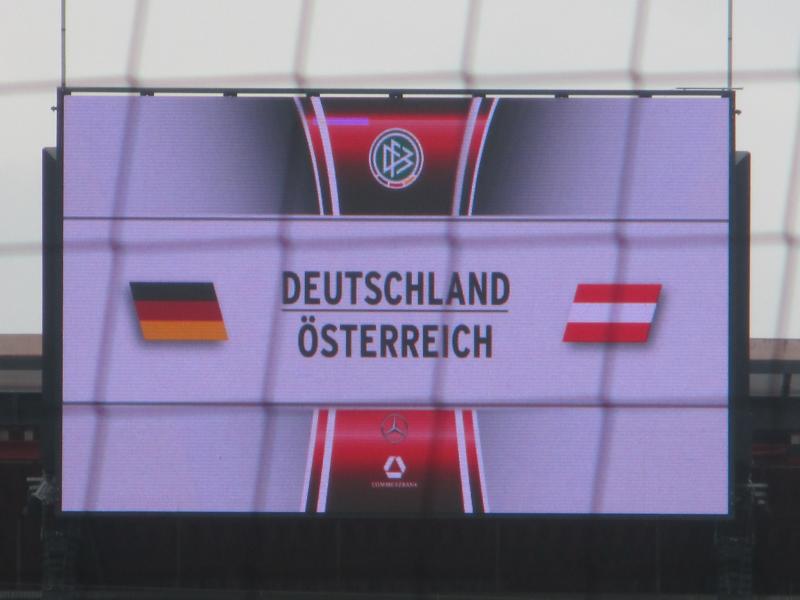 DFB
DEUTSCHLAND
ÖSTERREICH
COMMERZBANK